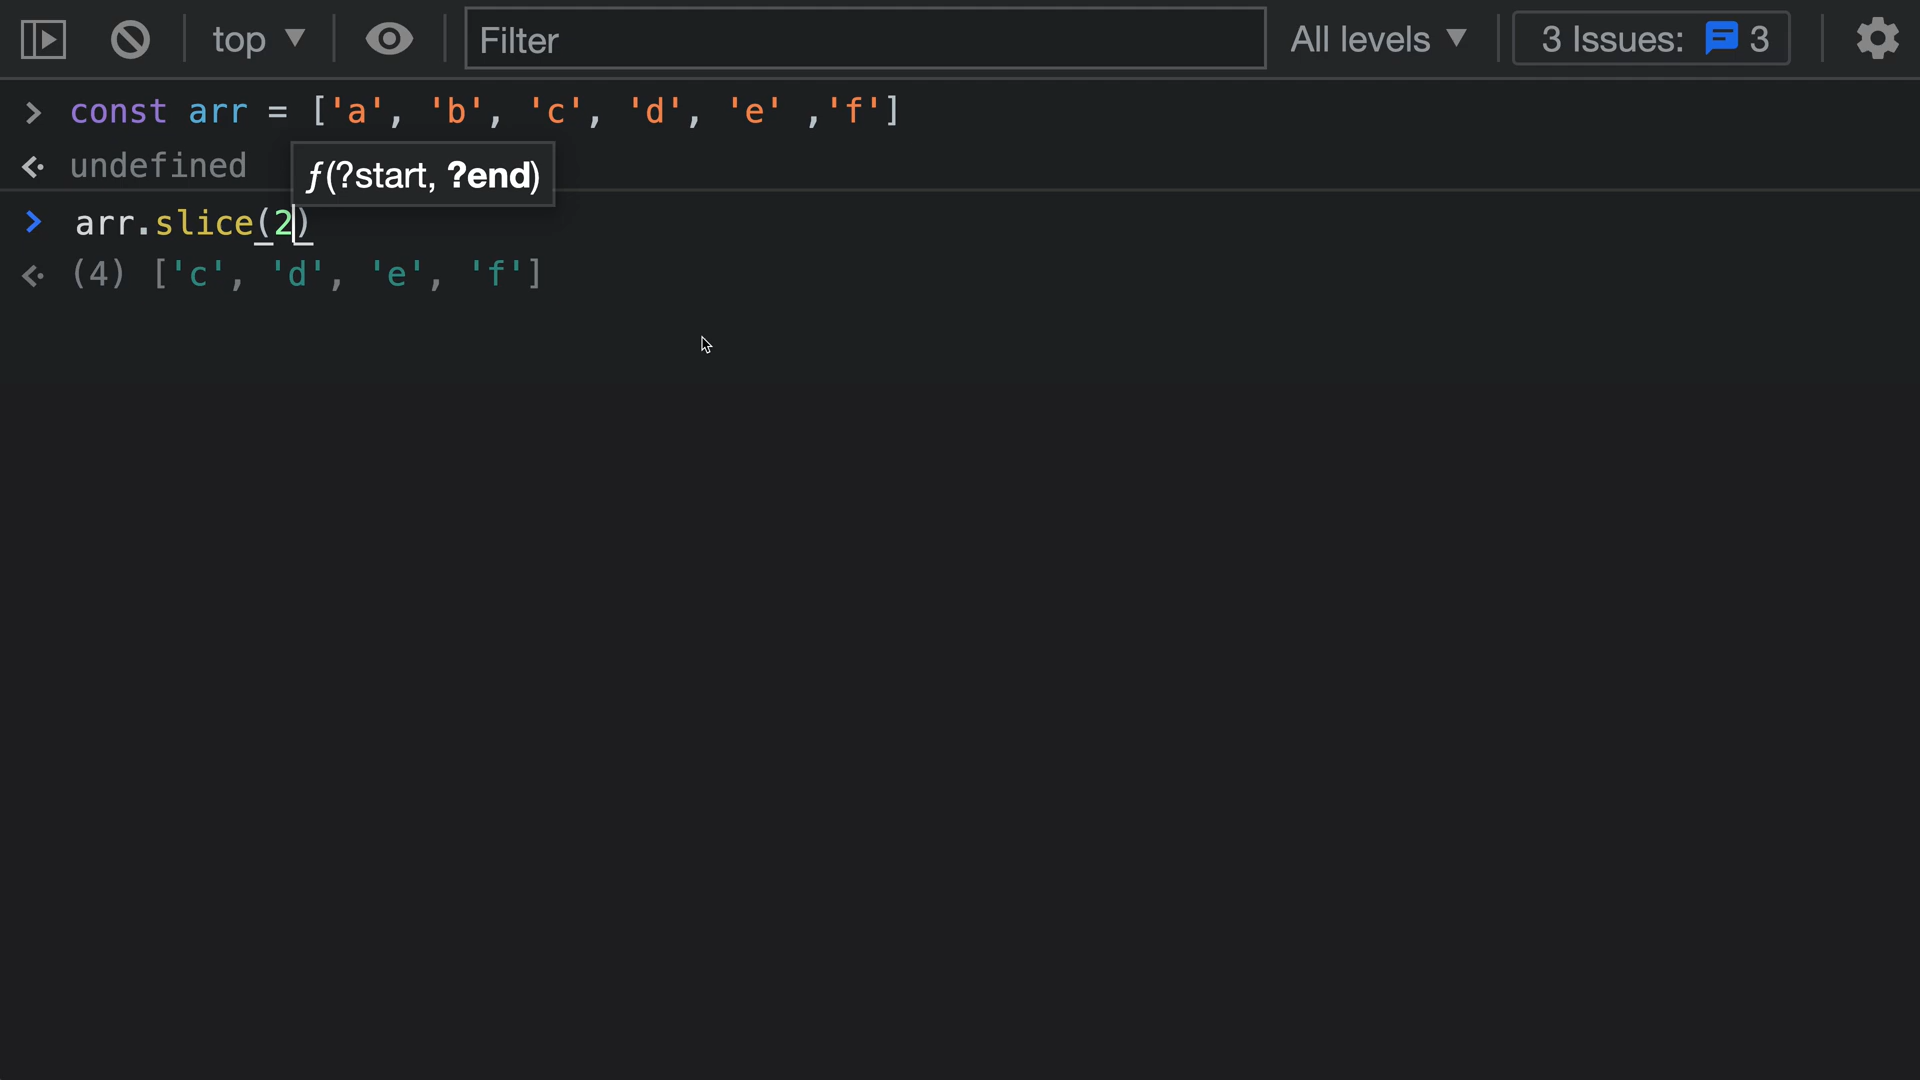 top ▼ Filter All levels ▼ 3 Issues: 3
> const arr = ['a', 'b', 'c', 'd', 'e' ,'f']
undefined
ƒ(?start, ?end)
> arr.slice(2)
(4) ['c', 'd', 'e', 'f']